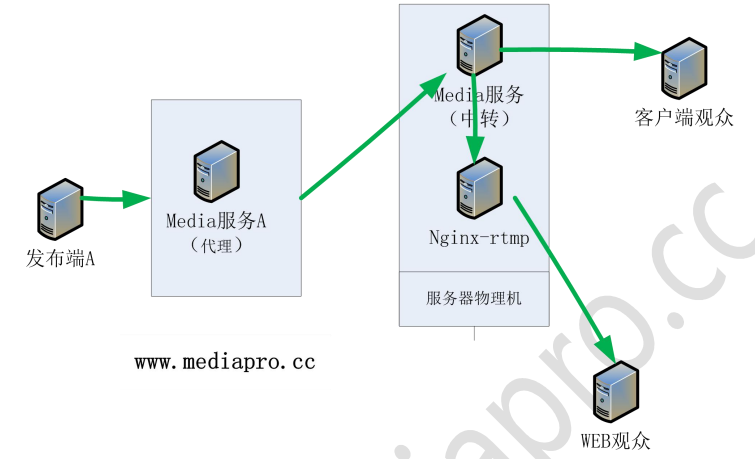 Media服务
（中转）
客户端观众
Media服务A
（代理）
Nginx-rtmp
发布端A
服务器物理机
www.mediapro.cc
WEB观众
diapro.cc